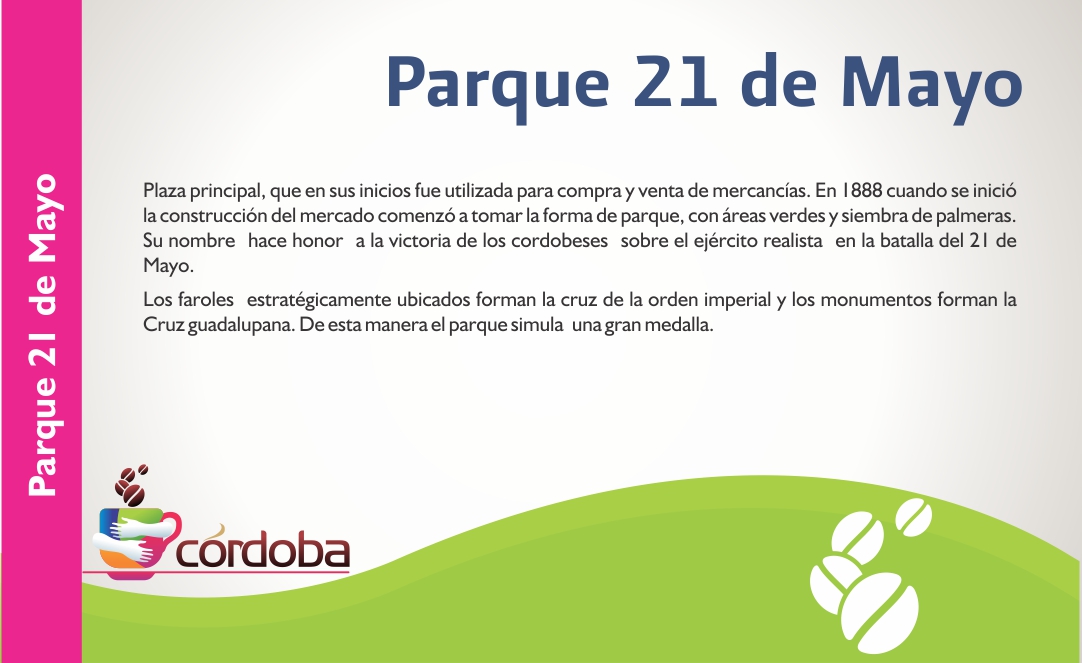 Parque 21 de Mayo
Parque 21 de Mayo
Plaza principal, que en sus inicios fue utilizada para compra y venta de mercancías. En 1888 cuando se inició
la construcción del mercado comenzó a tomar la forma de parque, con áreas verdes y siembra de palmeras.
Su nombre hace honor a la victoria de los cordobeses sobre el ejército realista en la batalla del 21 de
Mayo.
Los faroles estratégicamente ubicados forman la cruz de la orden imperial y los monumentos forman la
Cruz guadalupana. De esta manera el parque simula una gran medalla.
córdoba